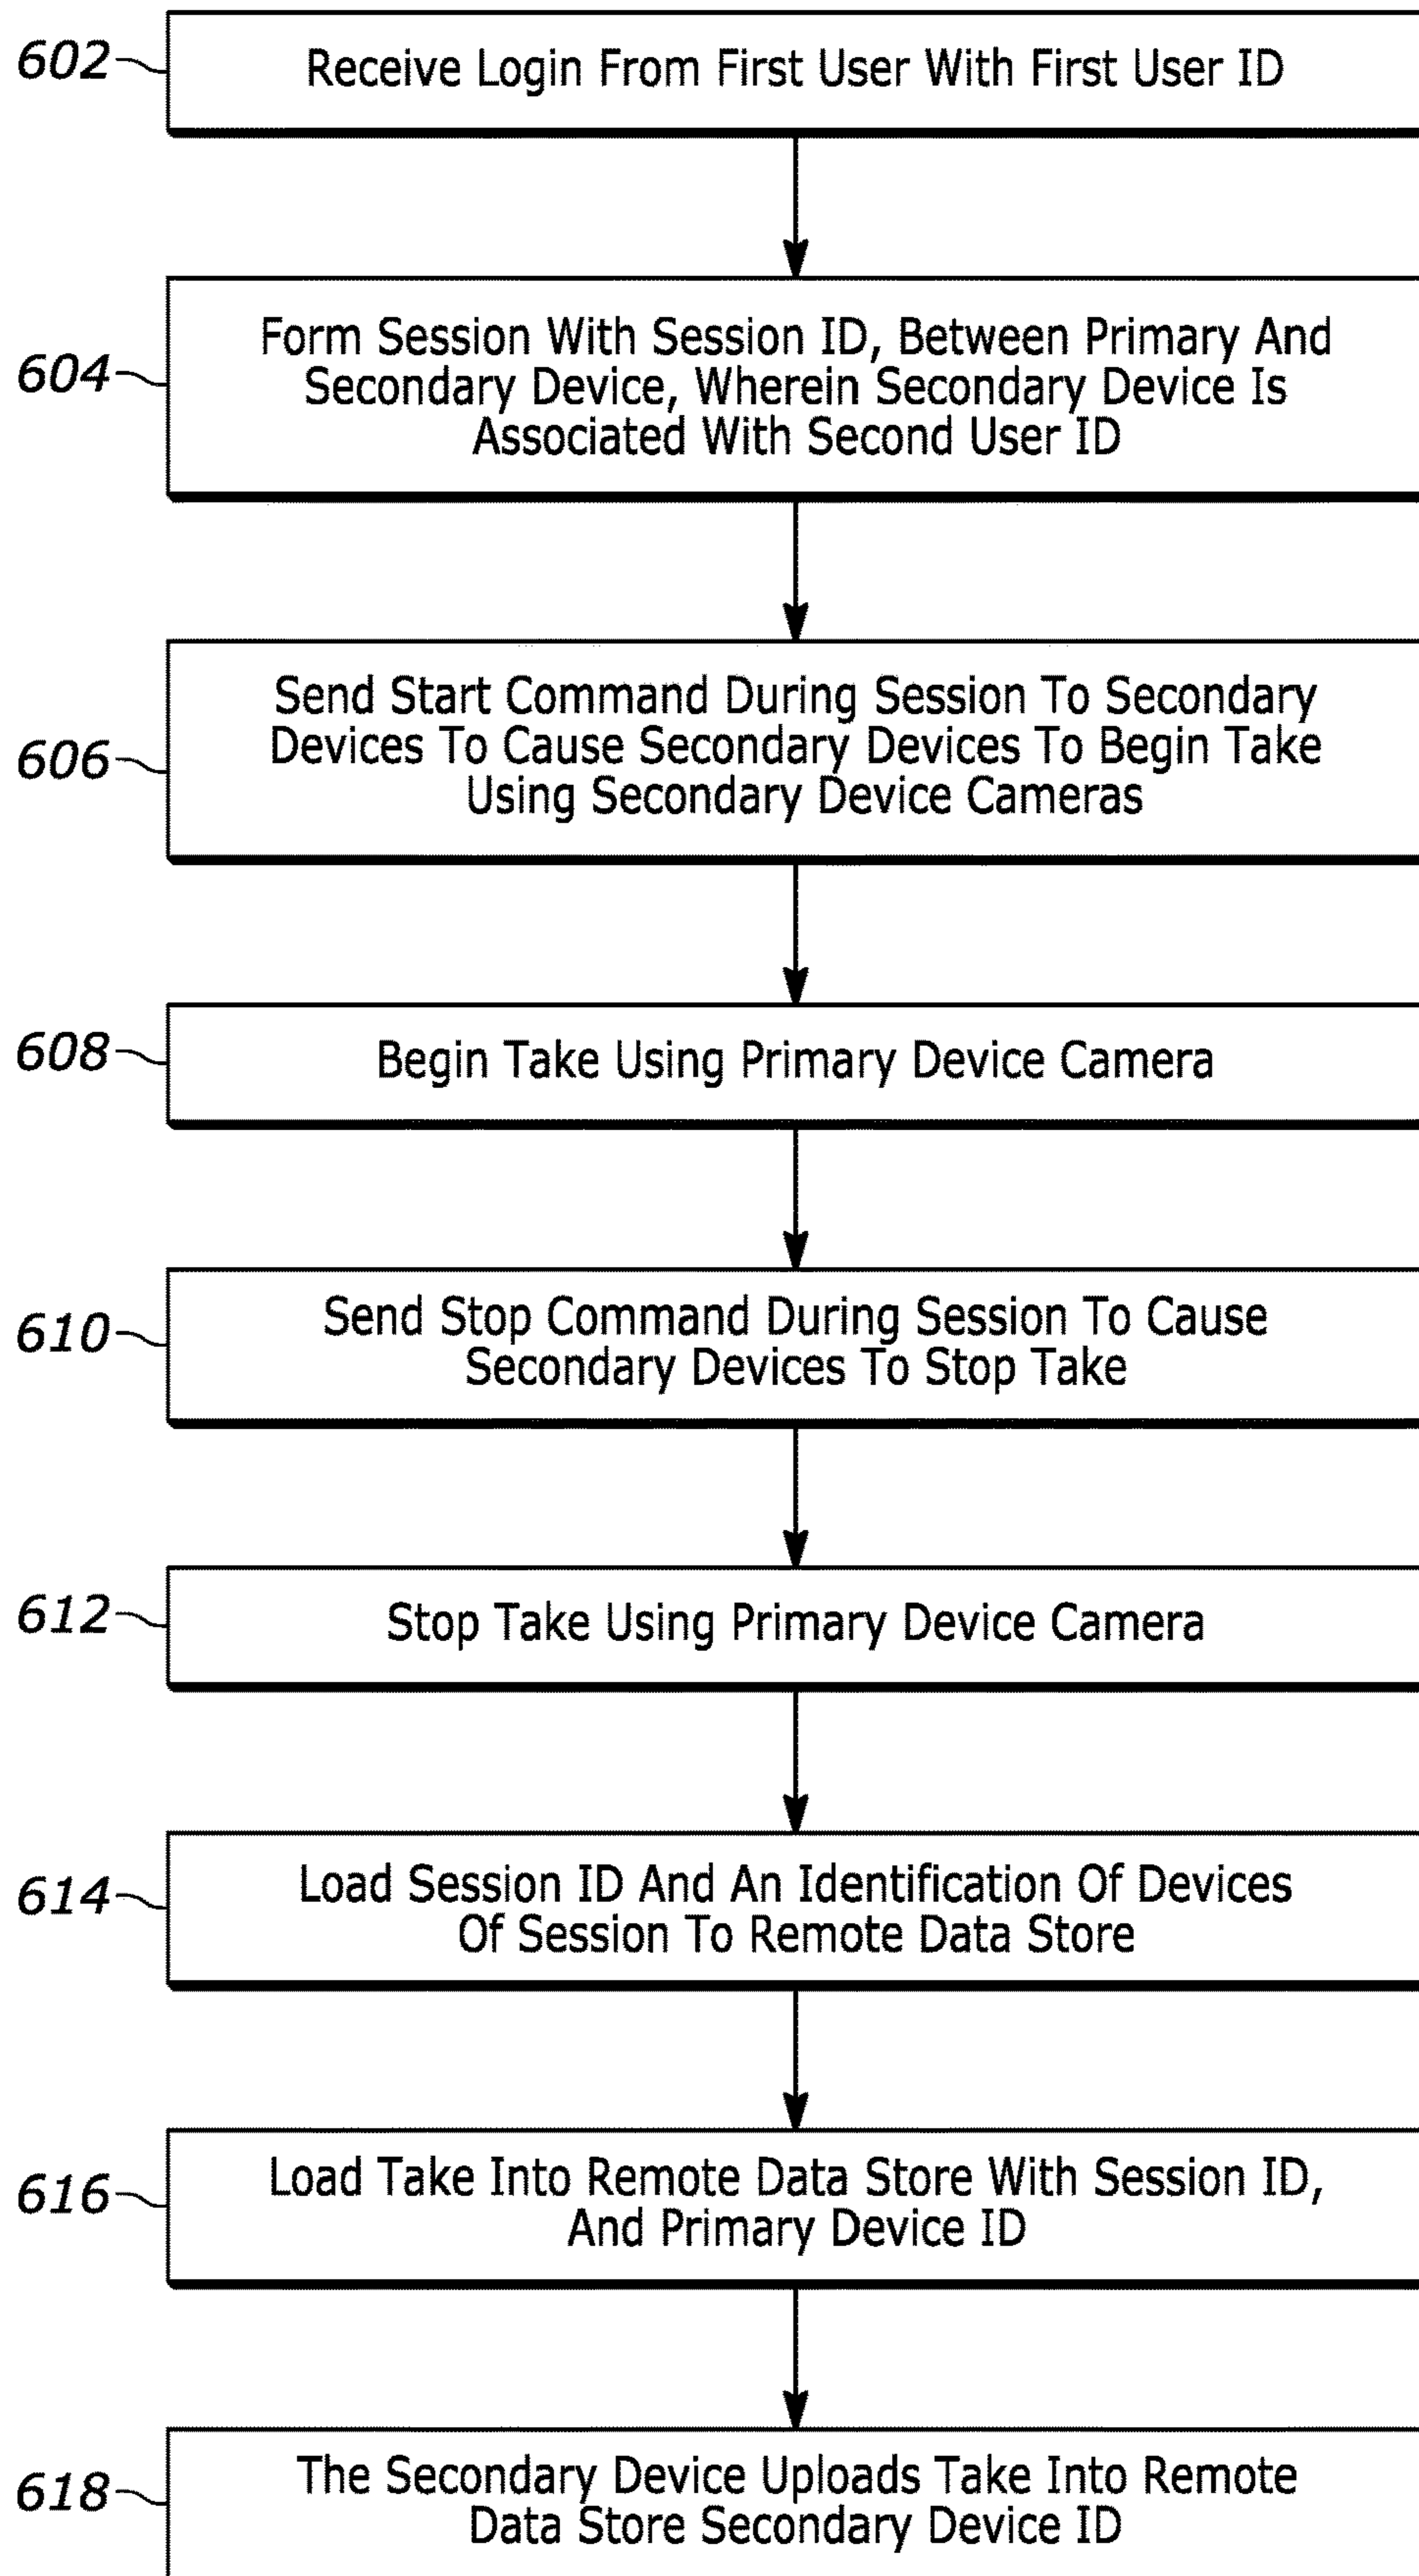 602
Receive Login From First User With First User ID
604
Form Session With Session ID, Between Primary And
Secondary Device, Wherein Secondary Device Is
Associated With Second User ID
606
Send Start Command During Session To Secondary
Devices To Cause Secondary Devices To Begin Take
Using Secondary Device Cameras
608
Begin Take Using Primary Device Camera
610
Send Stop Command During Session To Cause
Secondary Devices To Stop Take
612
Stop Take Using Primary Device Camera
614
Load Session ID And An Identification Of Devices
Of Session To Remote Data Store
616
Load Take Into Remote Data Store With Session ID,
And Primary Device ID
618
The Secondary Device Uploads Take Into Remote
Data Store Secondary Device ID